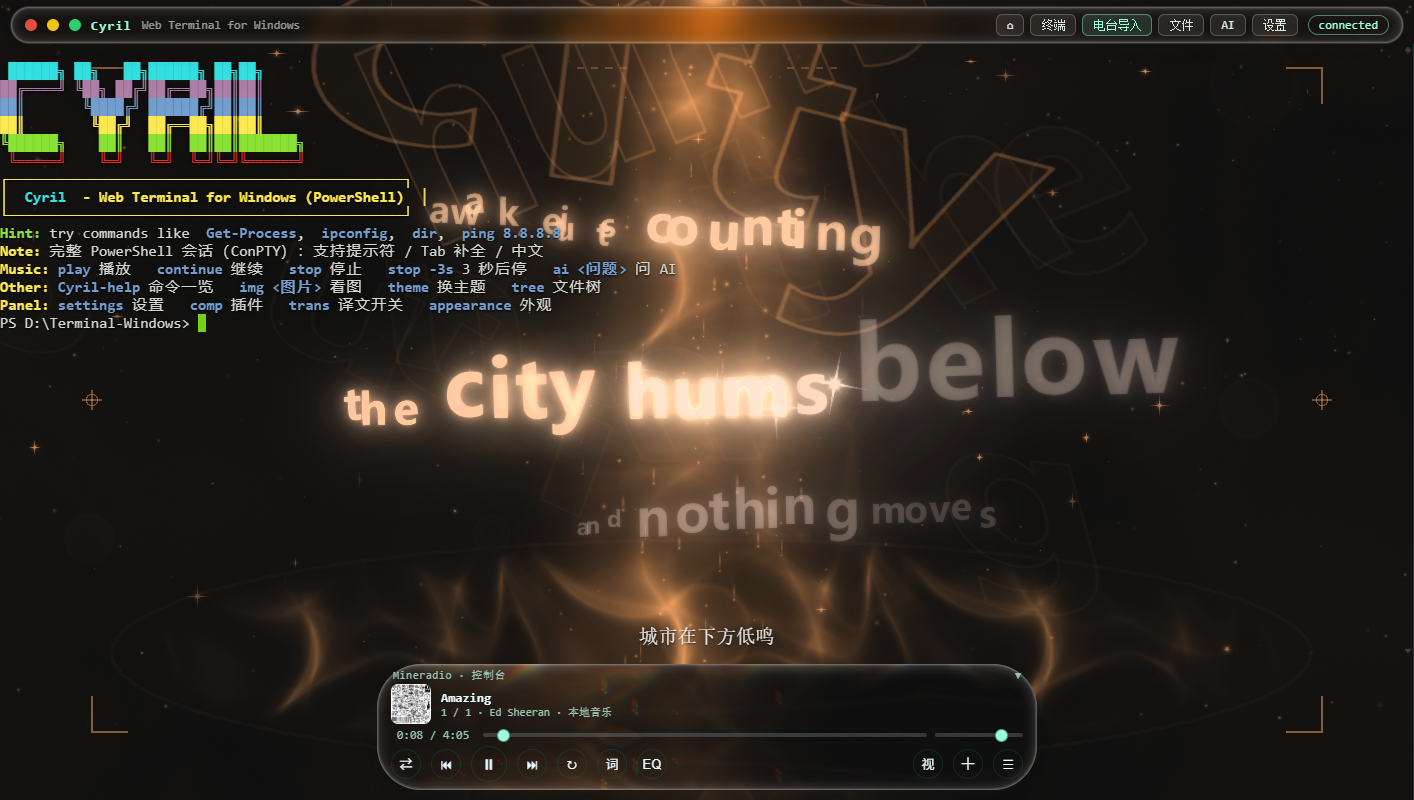 Cyril Web Terminal for Windows
⌂ 终端 电台导入 文件 AI 设置 connected
CYRIL
Cyril - Web Terminal for Windows (PowerShell)
Hint: try commands like Get-Process, ipconfig, dir, ping 8.8.8.8
Note: 完整 PowerShell 会话 (ConPTY) : 支持提示符 / Tab 补全 / 中文
Music: play 播放 continue 继续 stop 停止 stop -3s 3 秒后停 ai <问题> 问 AI
Other: Cyril-help 命令一览 img <图片> 看图 theme 换主题 tree 文件树
Panel: settings 设置 comp 插件 trans 译文开关 appearance 外观
PS D:\Terminal-Windows>
counting
the city hums below
and nothing moves
城市在下方低鸣
Mineradio · 控制台
Amazing
1 / 1 · Ed Sheeran · 本地音乐
0:08 / 4:05
词 EQ 视